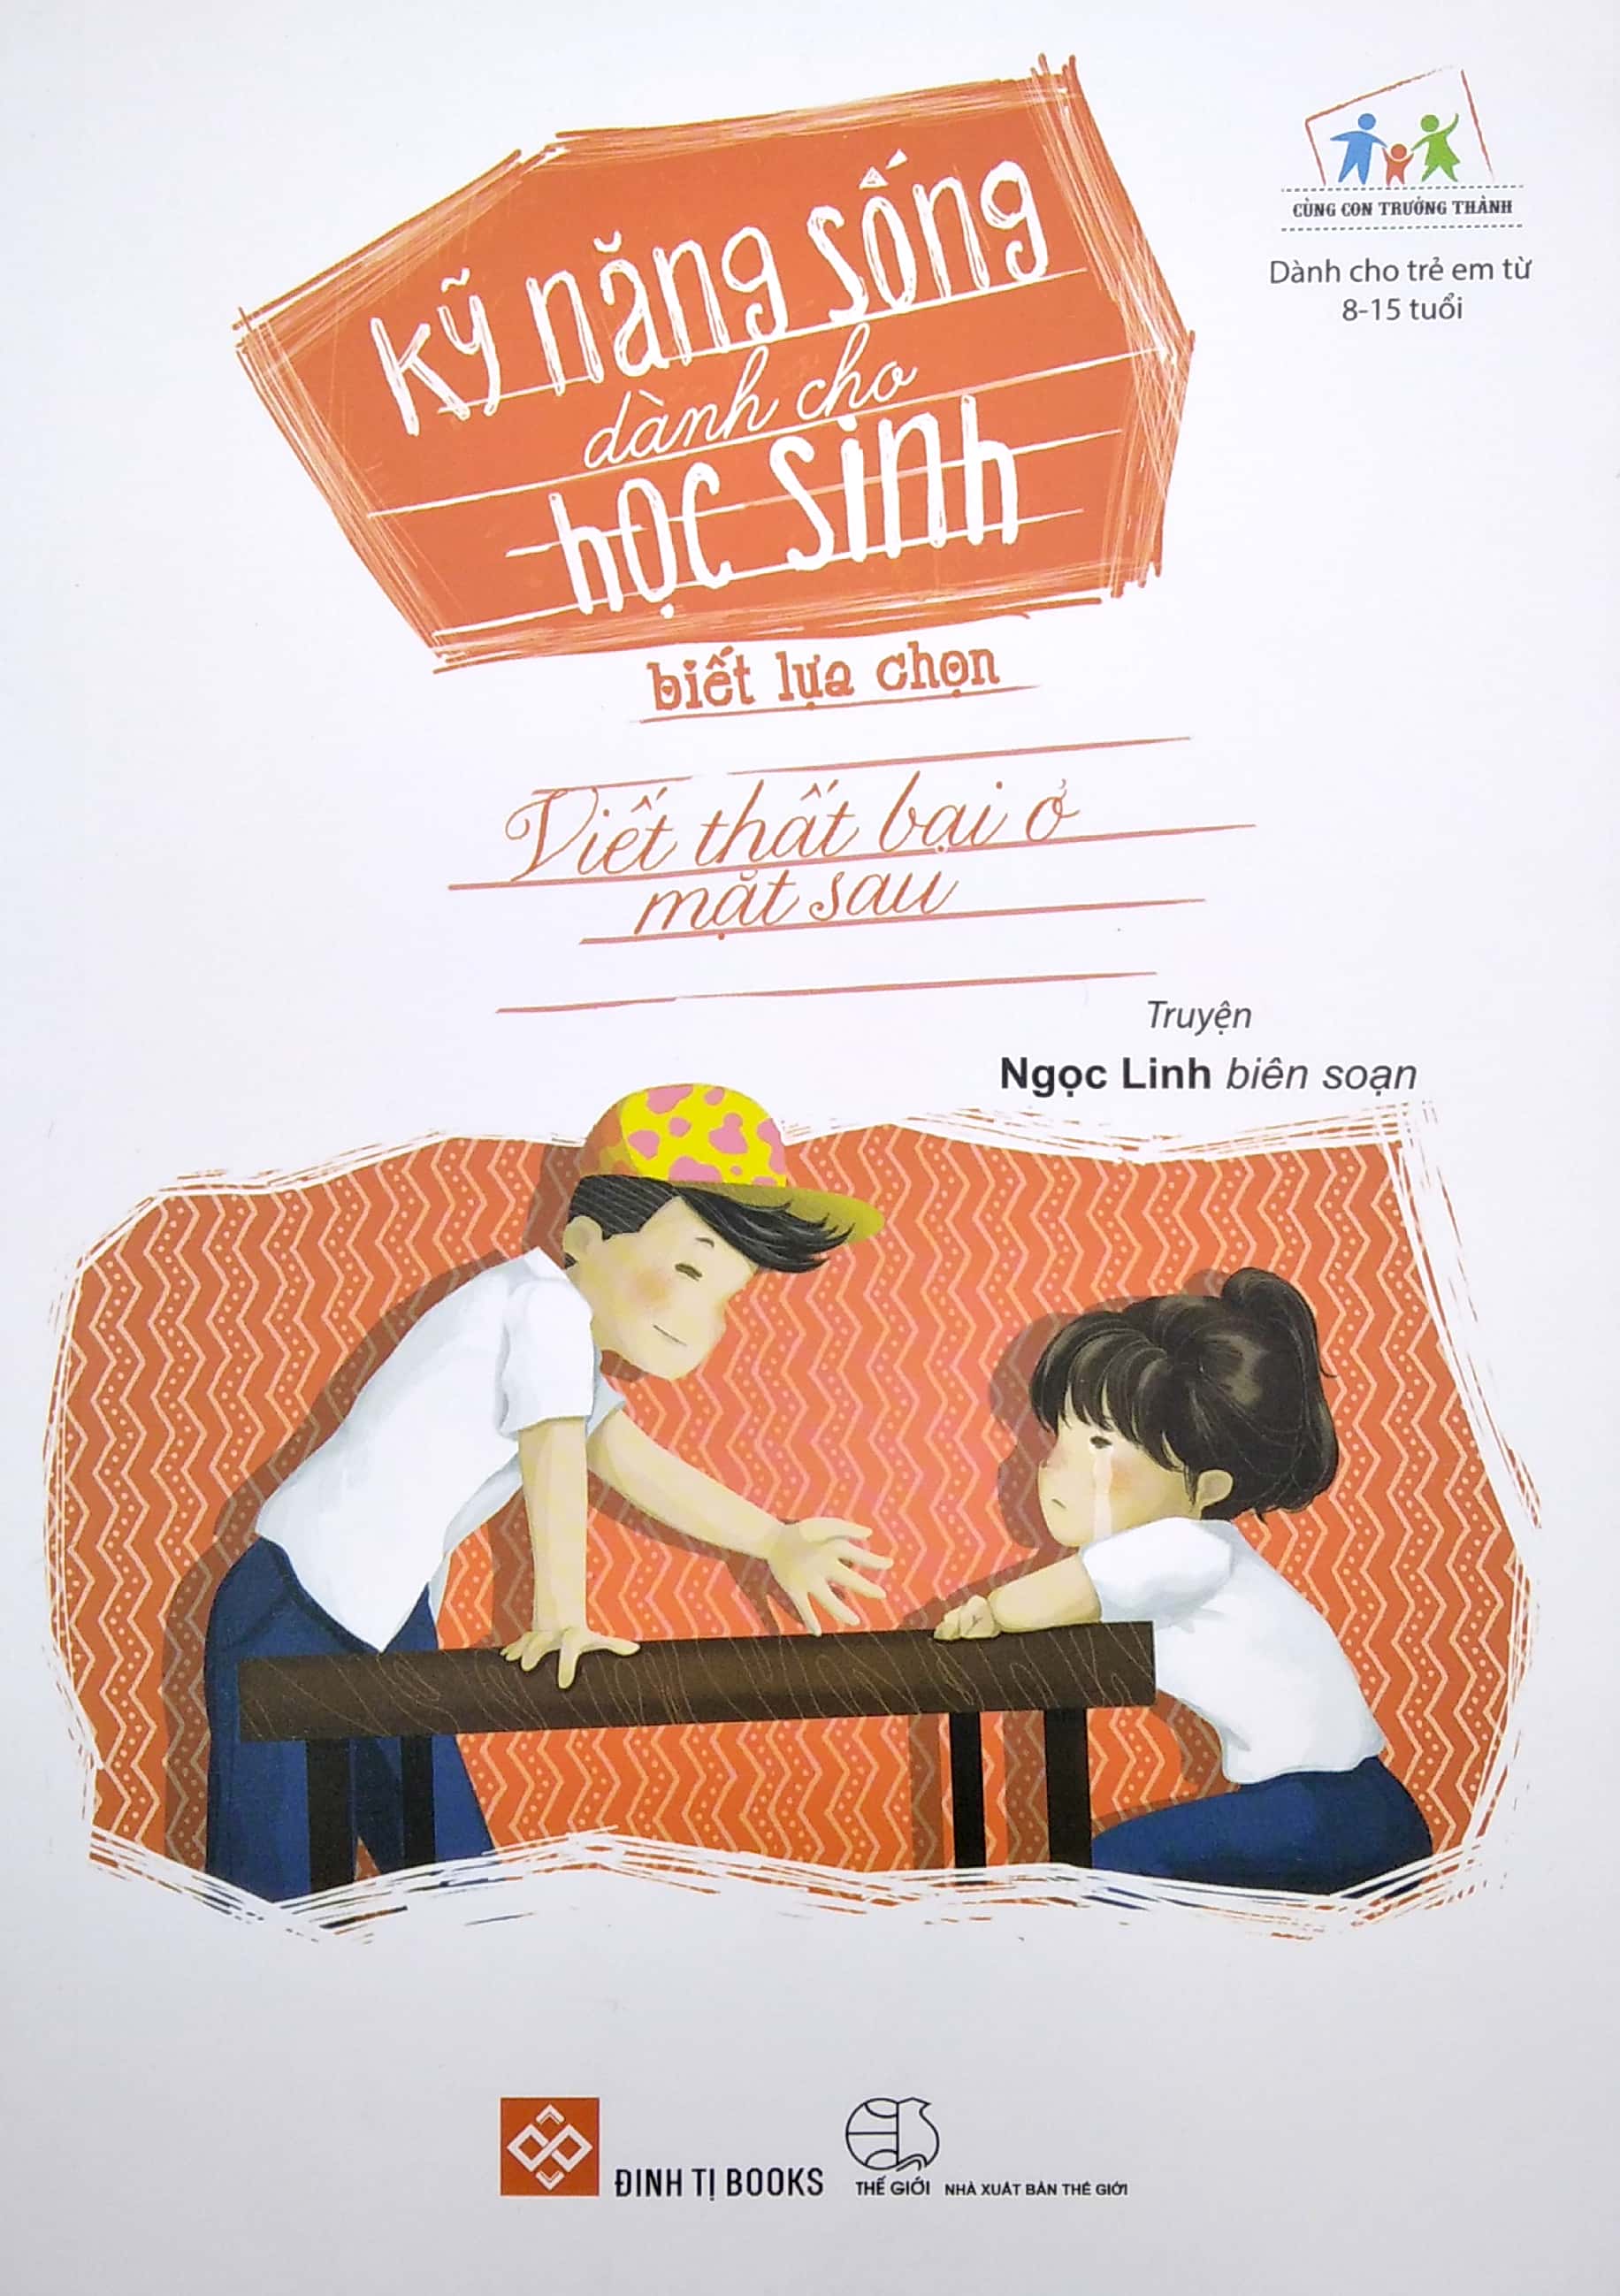 CÙNG CON TRƯỞNG THÀNH
Dành cho trẻ em từ
8-15 tuổi
kỹ năng sống
dành cho
học sinh
biết lựa chọn
Viết thất bại ở
mặt sau
Truyện
Ngọc Linh biên soạn
ĐINH TỊ BOOKS
THẾ GIỚI NHÀ XUẤT BẢN THẾ GIỚI